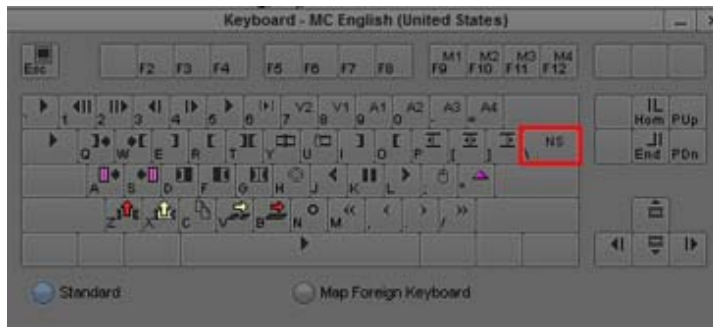 Keyboard - MC English (United States)
Esc F2 F3 F4 F5 F6 F7 F8 M1 F9 M2 F10 M3 F11 M4 F12
` 1 2 3 4 5 6 7 V2 8 V1 9 A1 0 A2 - A3 = A4 Hom PUp
Q W E R T Y U I O P [ ] \ NS End PDn
A S D F G H J K L ; '
Z X C V B N M , . /
Standard Map Foreign Keyboard